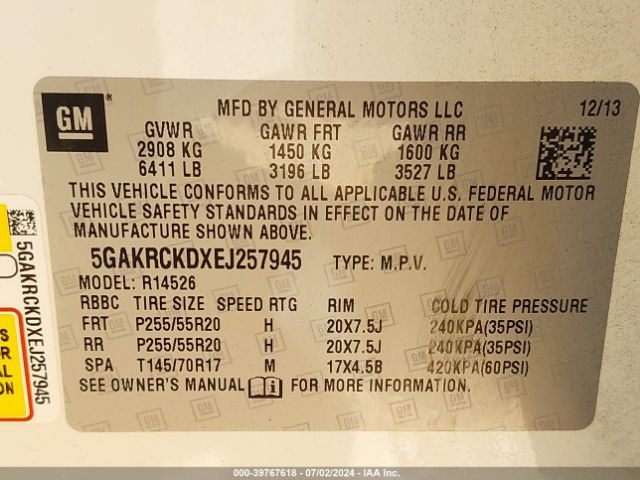 GM
MFD BY GENERAL MOTORS LLC 12/13
GVWR GAWR FRT GAWR RR
2908 KG 1450 KG 1600 KG
6411 LB 3196 LB 3527 LB
THIS VEHICLE CONFORMS TO ALL APPLICABLE U.S. FEDERAL MOTOR
VEHICLE SAFETY STANDARDS IN EFFECT ON THE DATE OF
MANUFACTURE SHOWN ABOVE.
5GAKRCKDXEJ257945 TYPE: M.P.V.
MODEL: R14526
RBBC TIRE SIZE SPEED RTG RIM COLD TIRE PRESSURE
FRT P255/55R20 H 20X7.5J 240KPA(35PSI)
RR P255/55R20 H 20X7.5J 240KPA(35PSI)
SPA T145/70R17 M 17X4.5B 420KPA(60PSI)
SEE OWNER'S MANUAL FOR MORE INFORMATION.
5GAKRCKDXEJ257945
000-39767618 - 07/02/2024 - IAA Inc.